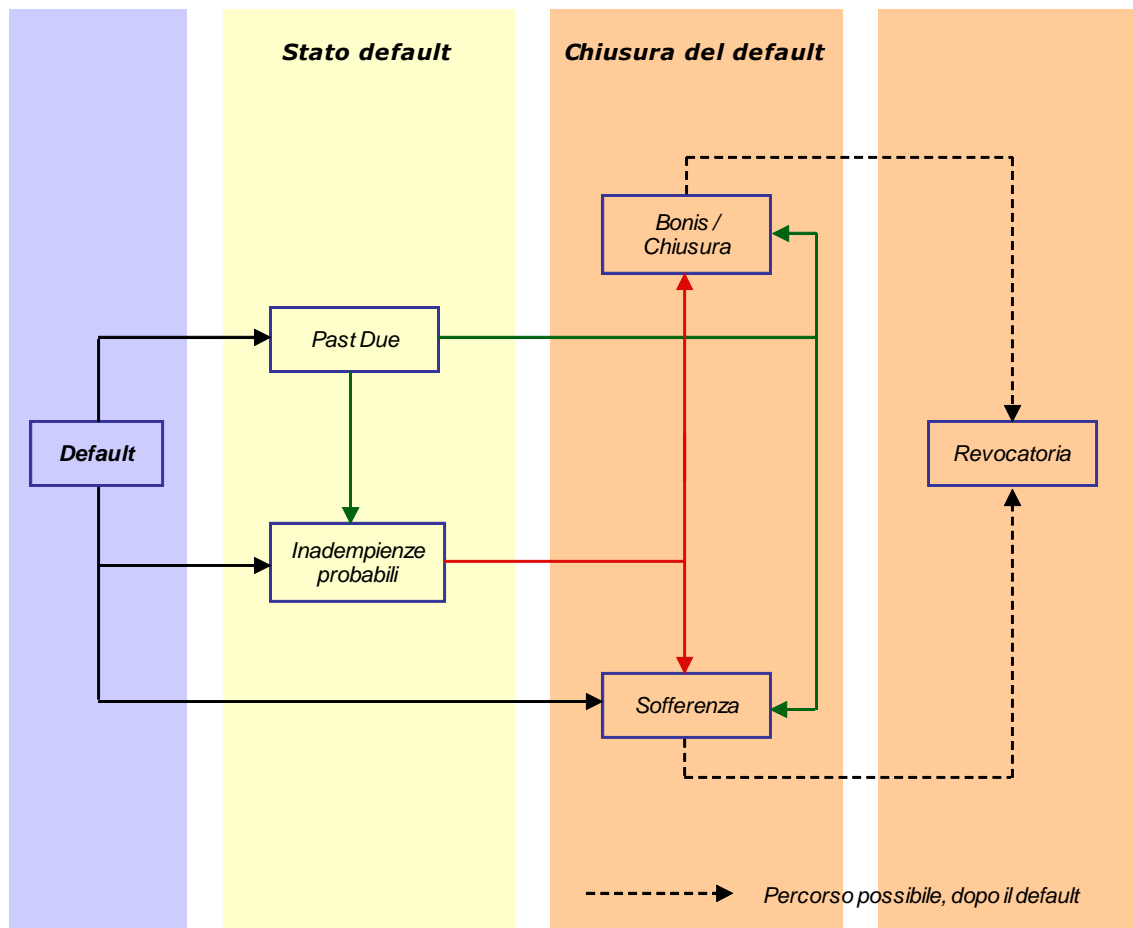 Stato default
Chiusura del default
Bonis /
Chiusura
Past Due
Default
Revocatoria
Inadempienze
probabili
Sofferenza
Percorso possibile, dopo il default